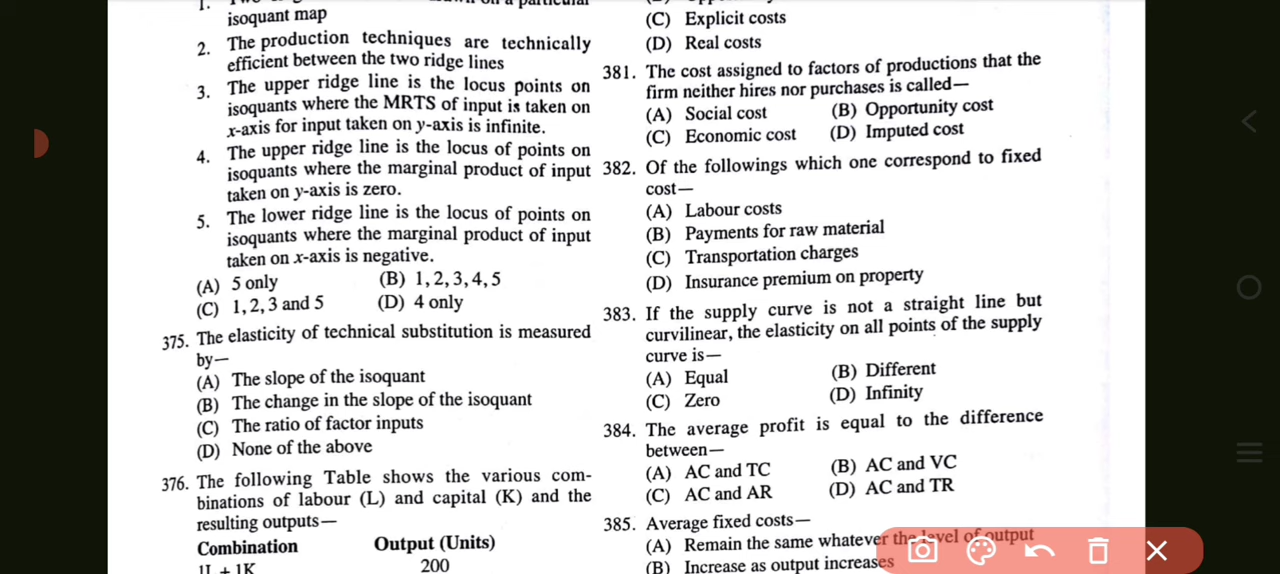 isoquant map
2. The production techniques are technically
efficient between the two ridge lines
3. The upper ridge line is the locus points on
isoquants where the MRTS of input is taken on
x-axis for input taken on y-axis is infinite.
4. The upper ridge line is the locus of points on
isoquants where the marginal product of input
taken on y-axis is zero.
5. The lower ridge line is the locus of points on
isoquants where the marginal product of input
taken on x-axis is negative.
(A) 5 only (B) 1, 2, 3, 4, 5
(C) 1, 2, 3 and 5 (D) 4 only
375. The elasticity of technical substitution is measured
by—
(A) The slope of the isoquant
(B) The change in the slope of the isoquant
(C) The ratio of factor inputs
(D) None of the above
376. The following Table shows the various com-
binations of labour (L) and capital (K) and the
resulting outputs—
Combination Output (Units)
1L + 1K 200
(C) Explicit costs
(D) Real costs
381. The cost assigned to factors of productions that the
firm neither hires nor purchases is called—
(A) Social cost (B) Opportunity cost
(C) Economic cost (D) Imputed cost
382. Of the followings which one correspond to fixed
cost—
(A) Labour costs
(B) Payments for raw material
(C) Transportation charges
(D) Insurance premium on property
383. If the supply curve is not a straight line but
curvilinear, the elasticity on all points of the supply
curve is—
(A) Equal (B) Different
(C) Zero (D) Infinity
384. The average profit is equal to the difference
between—
(A) AC and TC (B) AC and VC
(C) AC and AR (D) AC and TR
385. Average fixed costs—
(A) Remain the same whatever the level of output
(B) Increase as output increases